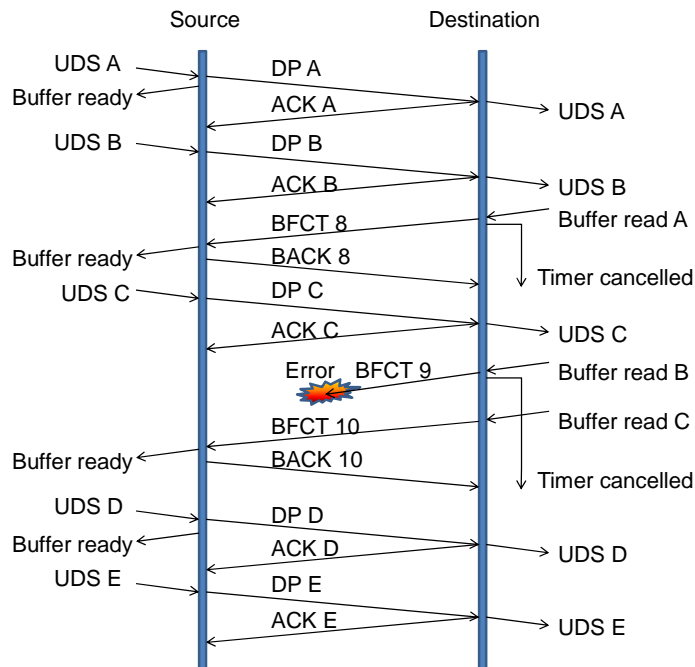 Source
Destination
UDS A
DP A
Buffer ready
ACK A
UDS A
UDS B
DP B
ACK B
UDS B
BFCT 8
Buffer read A
Buffer ready
BACK 8
Timer cancelled
UDS C
DP C
ACK C
UDS C
Error
BFCT 9
Buffer read B
BFCT 10
Buffer read C
Buffer ready
BACK 10
Timer cancelled
UDS D
DP D
Buffer ready
ACK D
UDS D
UDS E
DP E
ACK E
UDS E